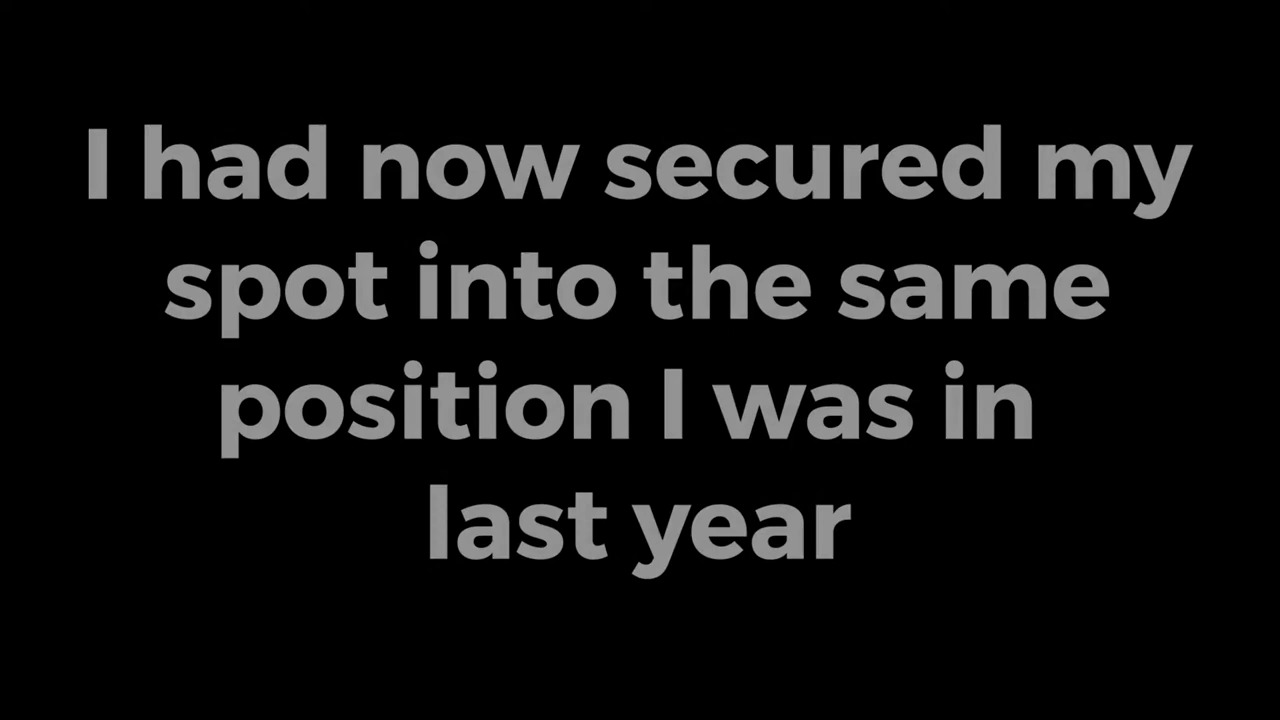 I had now secured my
spot into the same
position I was in
last year